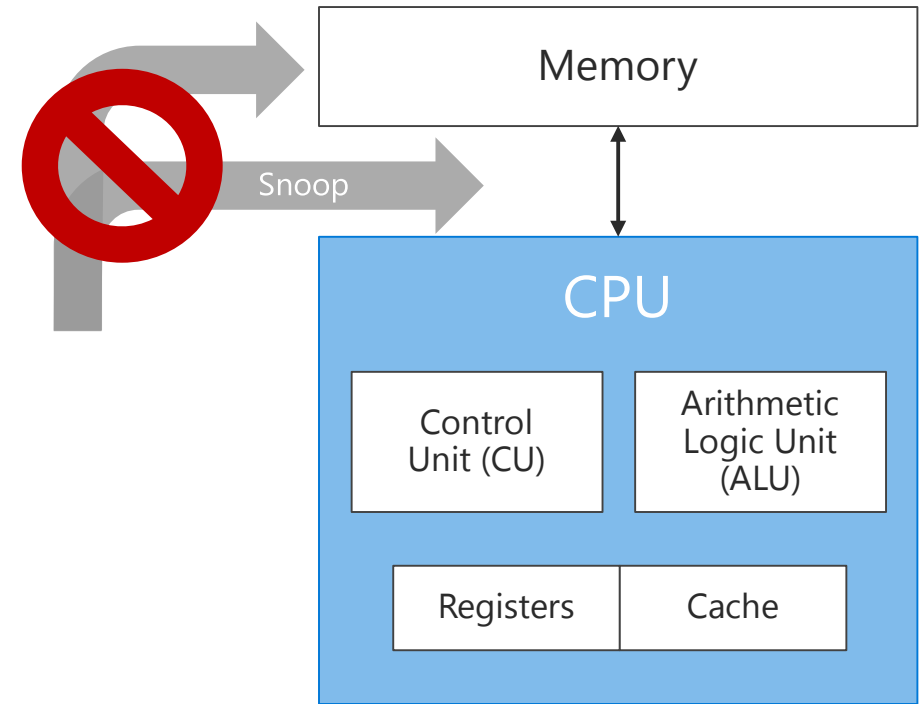 Memory
Snoop
CPU
Control
Unit (CU)
Arithmetic
Logic Unit
(ALU)
Registers
Cache